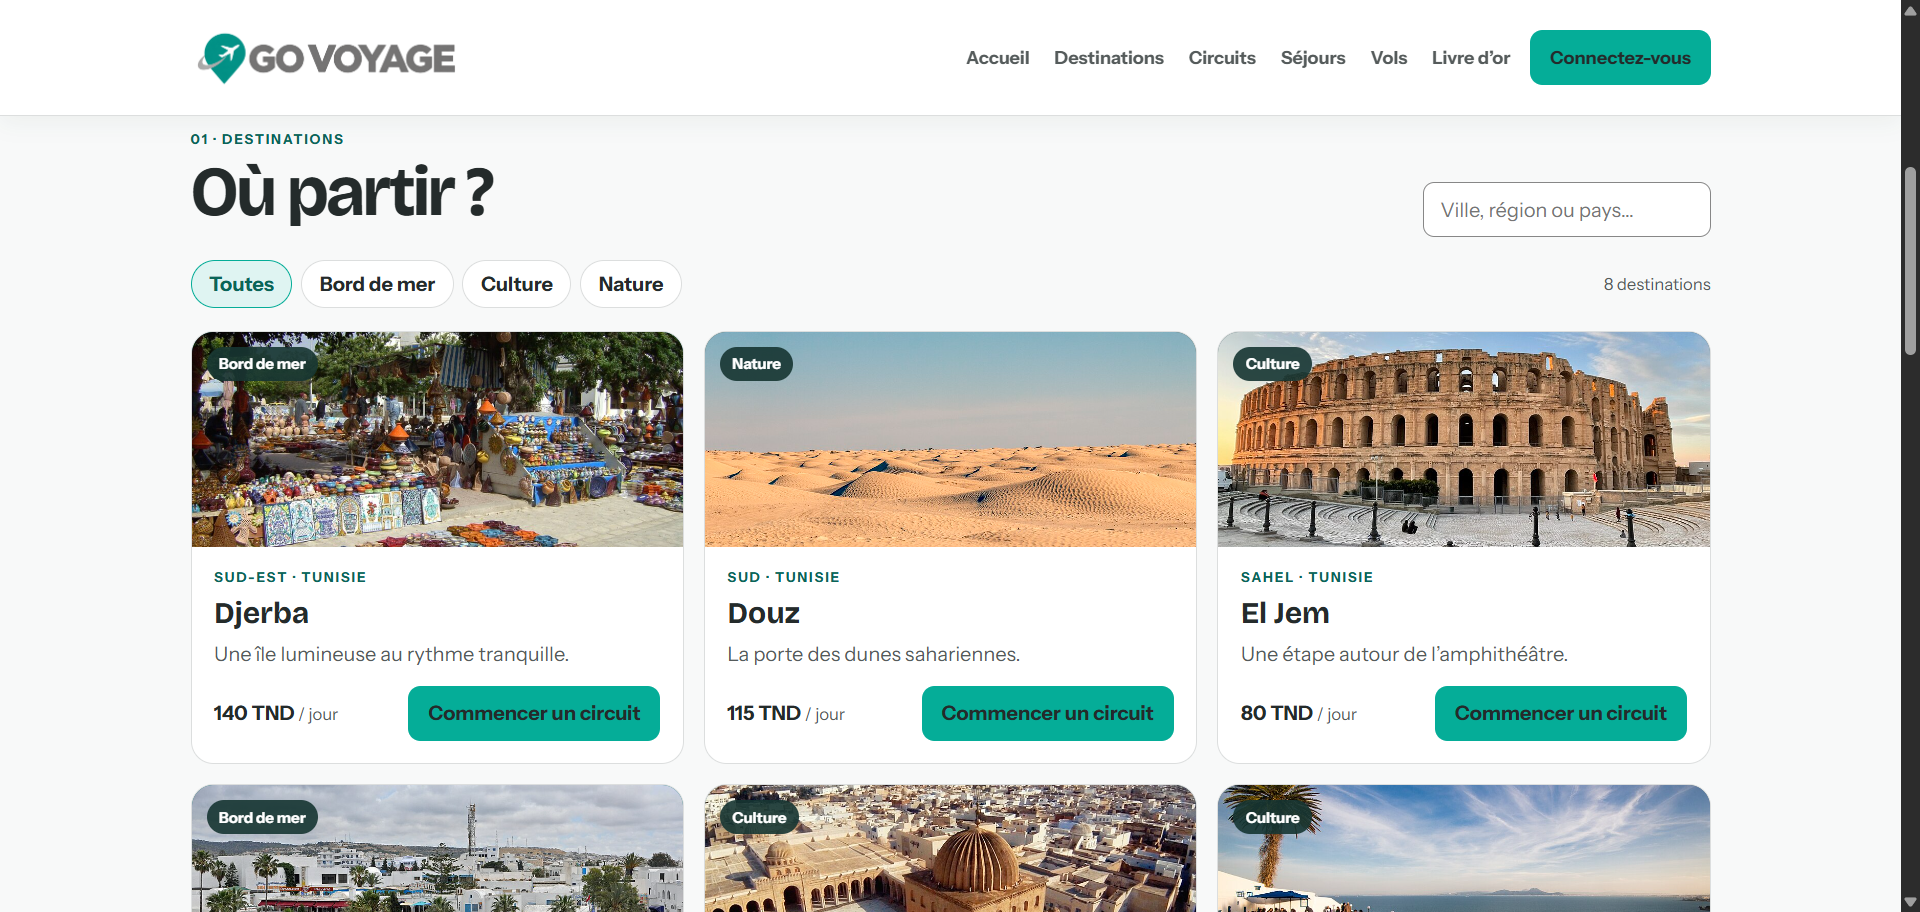 GO VOYAGE
Accueil Destinations Circuits Séjours Vols Livre d’or Connectez-vous
01 · DESTINATIONS
Où partir ?
Ville, région ou pays...
Toutes Bord de mer Culture Nature
8 destinations
Bord de mer
Nature
Culture
SUD-EST · TUNISIE
Djerba
Une île lumineuse au rythme tranquille.
140 TND / jour
Commencer un circuit
SUD · TUNISIE
Douz
La porte des dunes sahariennes.
115 TND / jour
Commencer un circuit
SAHEL · TUNISIE
El Jem
Une étape autour de l’amphithéâtre.
80 TND / jour
Commencer un circuit
Bord de mer
Culture
Culture